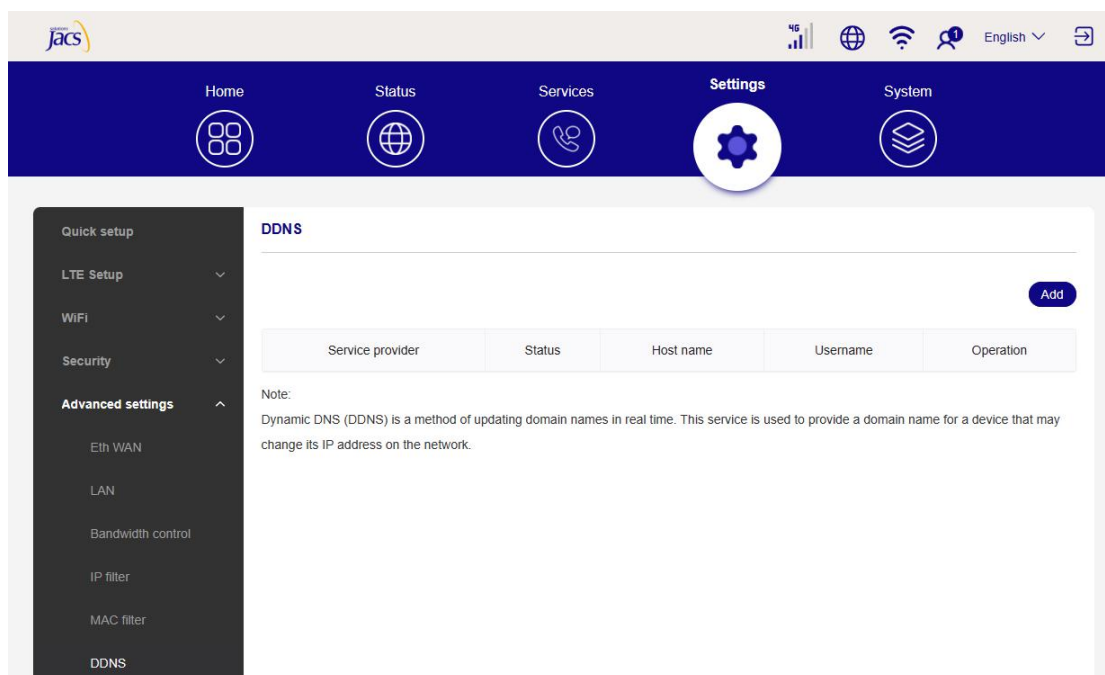 solutions
Jacs
4G
1
English
Home
Status
Services
Settings
System
Quick setup
LTE Setup
WiFi
Security
Advanced settings
Eth WAN
LAN
Bandwidth control
IP filter
MAC filter
DDNS
DDNS
Add
Service provider Status Host name Username Operation
Note:
Dynamic DNS (DDNS) is a method of updating domain names in real time. This service is used to provide a domain name for a device that may
change its IP address on the network.